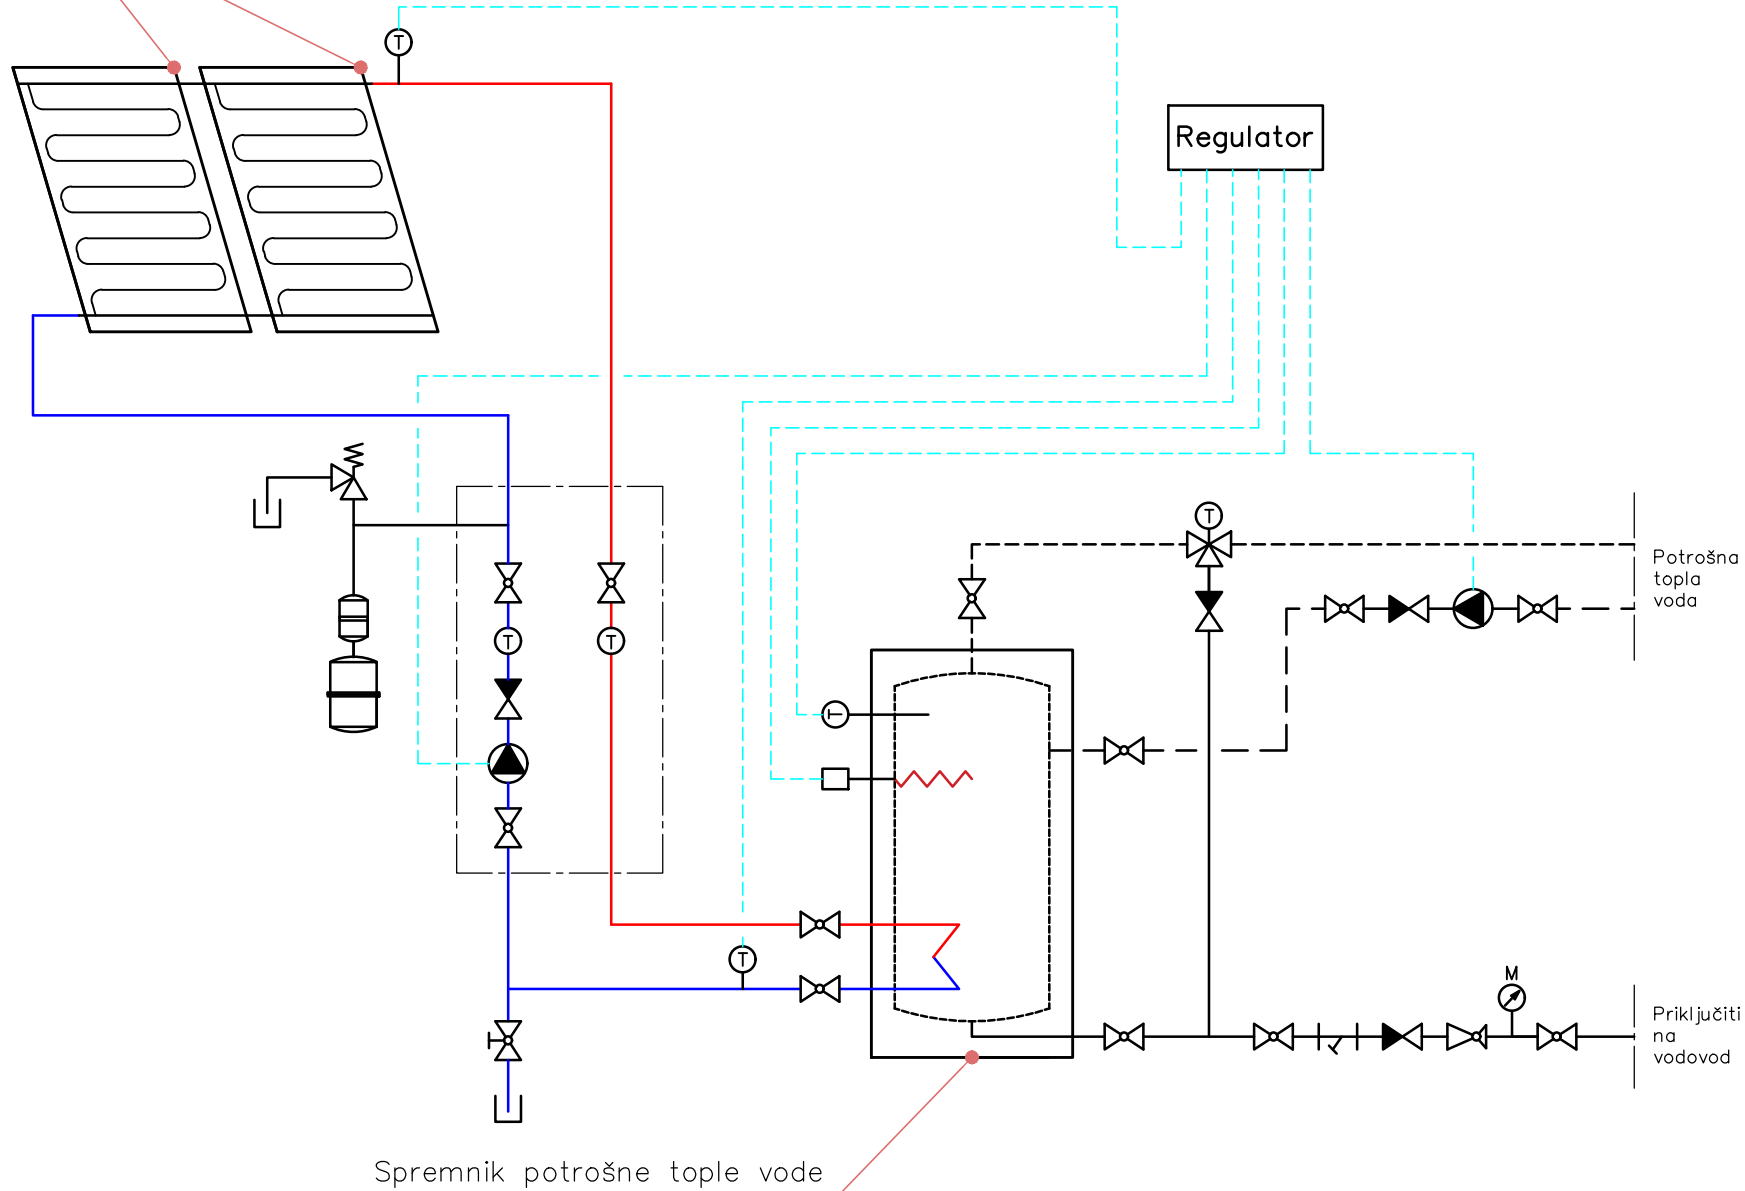 T
Regulator
T
Potrošna
topla
voda
T
T
T
T
M
Priključiti
na
vodovod
Spremnik potrošne tople vode